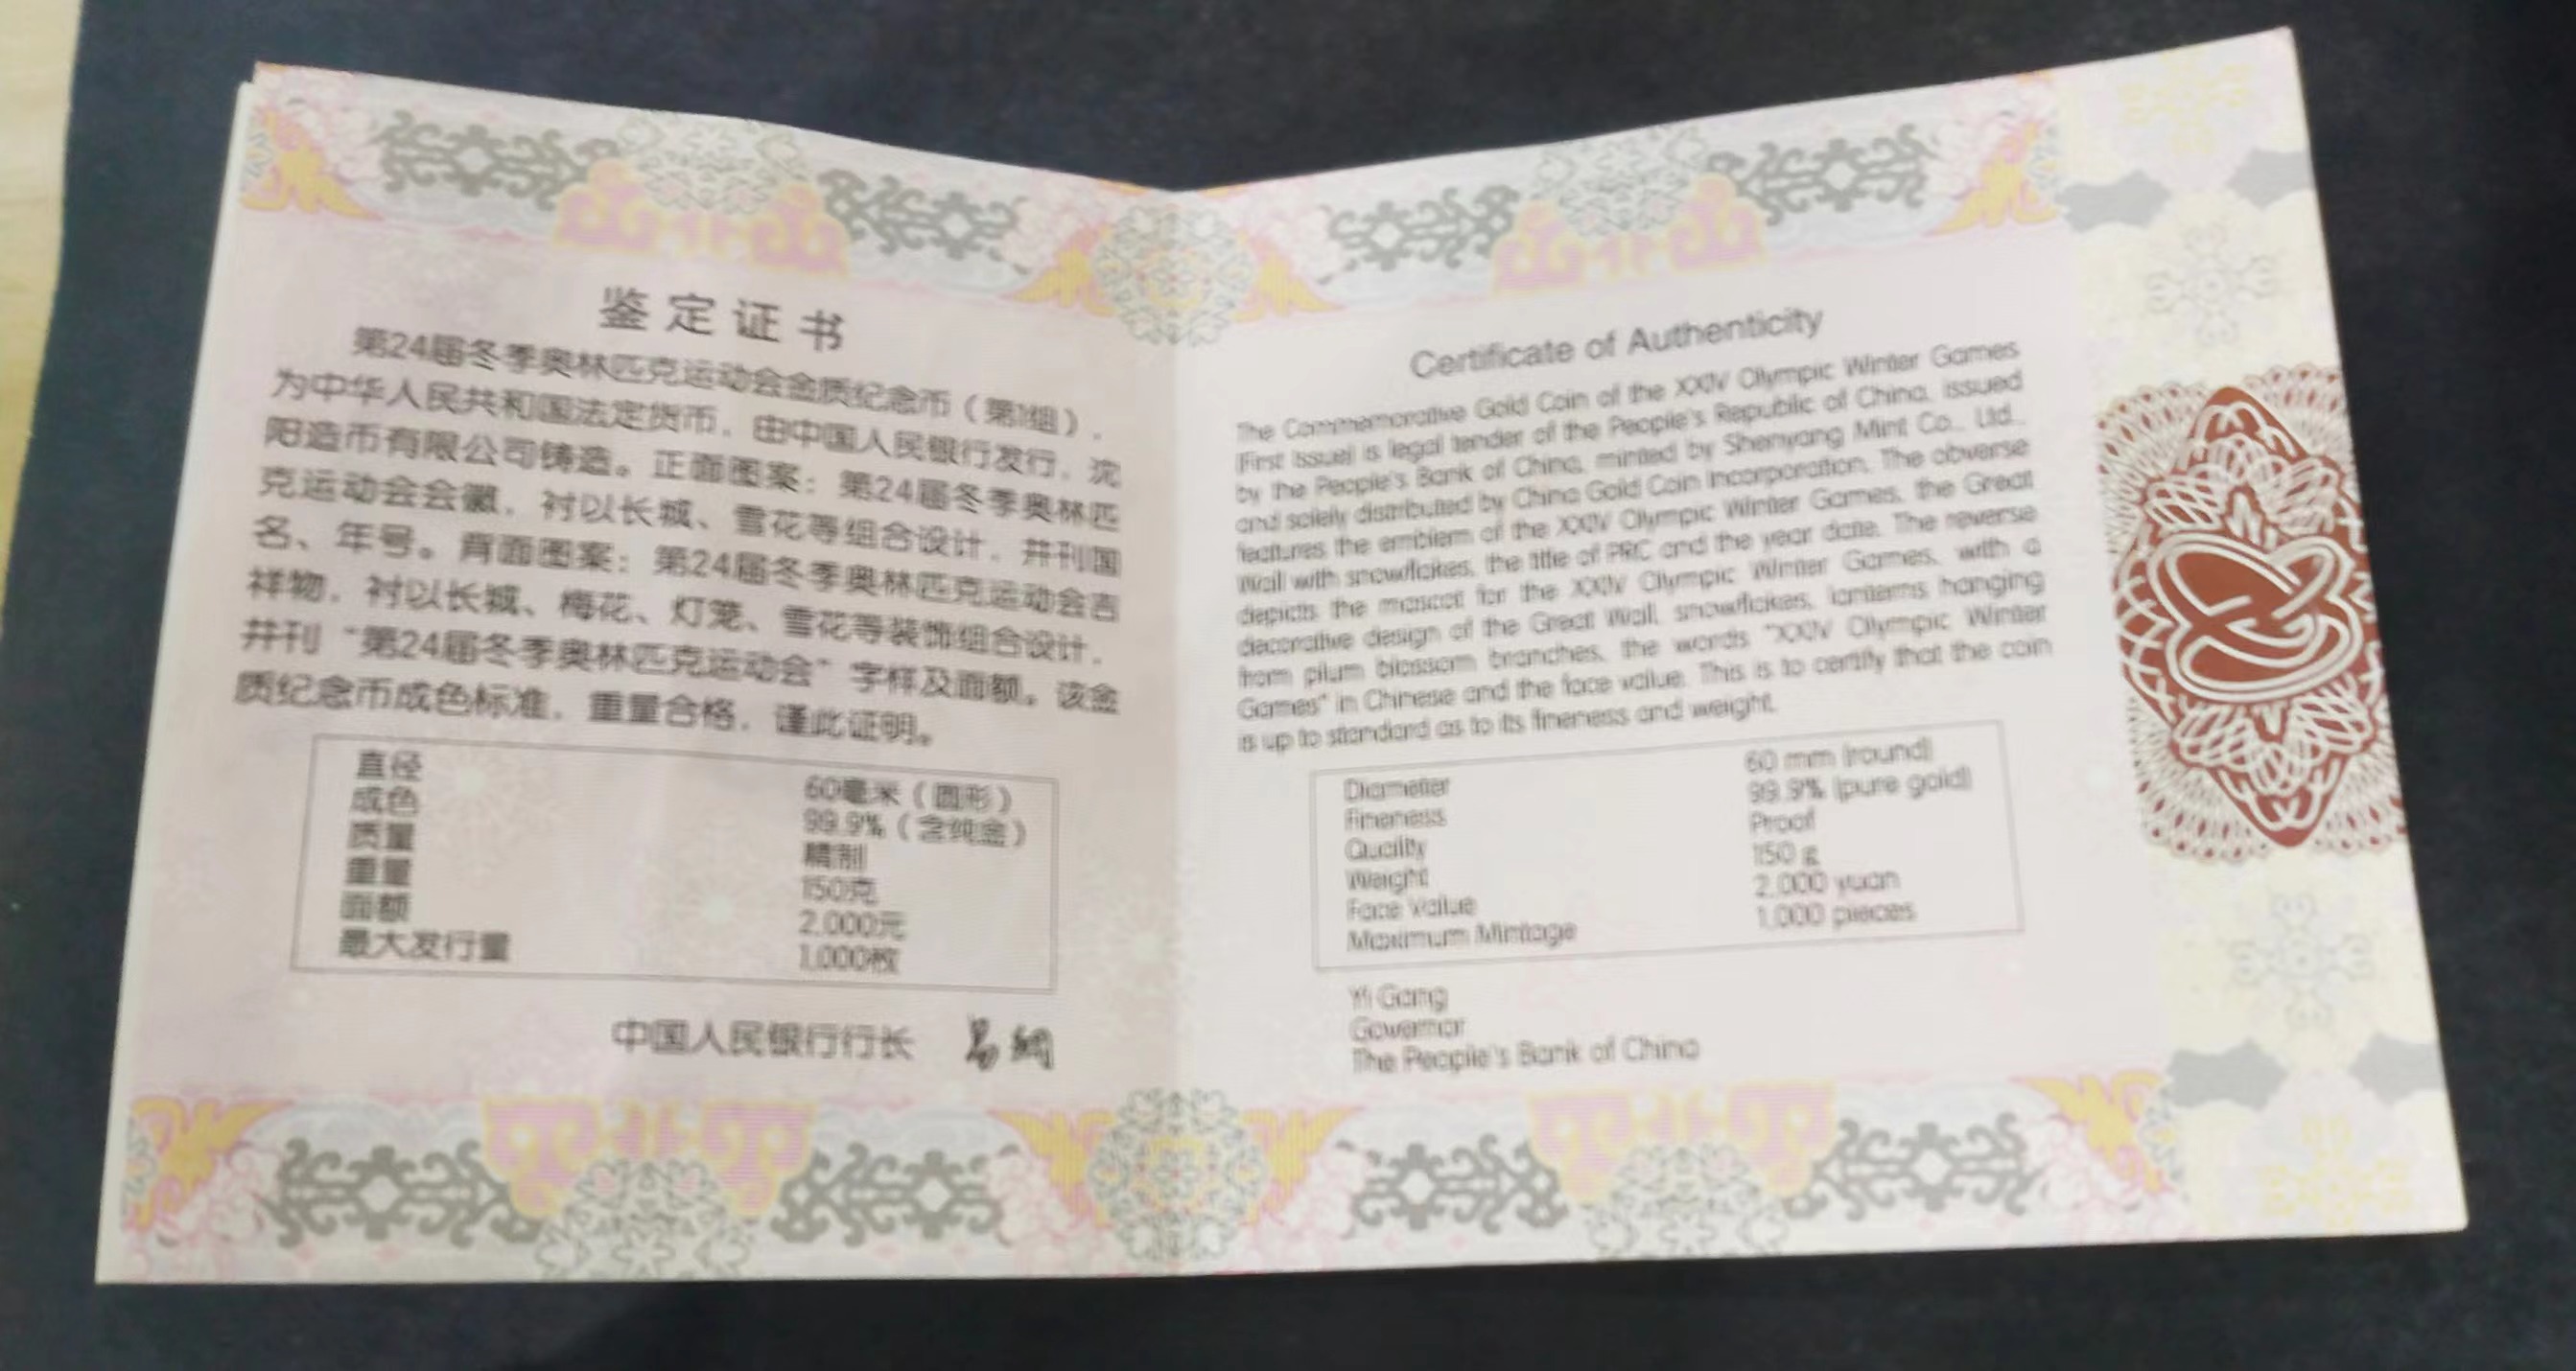 鉴定证书
第24届冬季奥林匹克运动会金质纪念币（第1组），
为中华人民共和国法定货币，由中国人民银行发行，沈
阳造币有限公司铸造。正面图案：第24届冬季奥林匹
克运动会会徽，衬以长城、雪花等组合设计，并刊国
名、年号。背面图案：第24届冬季奥林匹克运动会吉
祥物，衬以长城、梅花、灯笼、雪花等装饰组合设计，
并刊“第24届冬季奥林匹克运动会”字样及面额。该金
质纪念币成色标准，重量合格，谨此证明。
直径 60毫米（圆形）
成色 99.9%（含纯金）
质量 精制
重量 150克
面额 2,000元
最大发行量 1,000枚
中国人民银行行长 易纲
Certificate of Authenticity
The Commemorative Gold Coin of the XXIV Olympic Winter Games
(First Issue) is legal tender of the People's Republic of China, issued
by the People's Bank of China, minted by Shenyang Mint Co., Ltd.,
and solely distributed by China Gold Coin Incorporation. The obverse
features the emblem of the XXIV Olympic Winter Games, the Great
Wall with snowflakes, the title of PRC and the year date. The reverse
depicts the mascot for the XXIV Olympic Winter Games, with a
decorative design of the Great Wall, snowflakes, lanterns hanging
from plum blossom branches, the words "XXIV Olympic Winter
Games" in Chinese and the face value. This is to certify that the coin
is up to standard as to its fineness and weight.
Diameter 60 mm (round)
Fineness 99.9% (pure gold)
Quality Proof
Weight 150 g
Face Value 2,000 yuan
Maximum Mintage 1,000 pieces
Yi Gang
Governor
The People's Bank of China